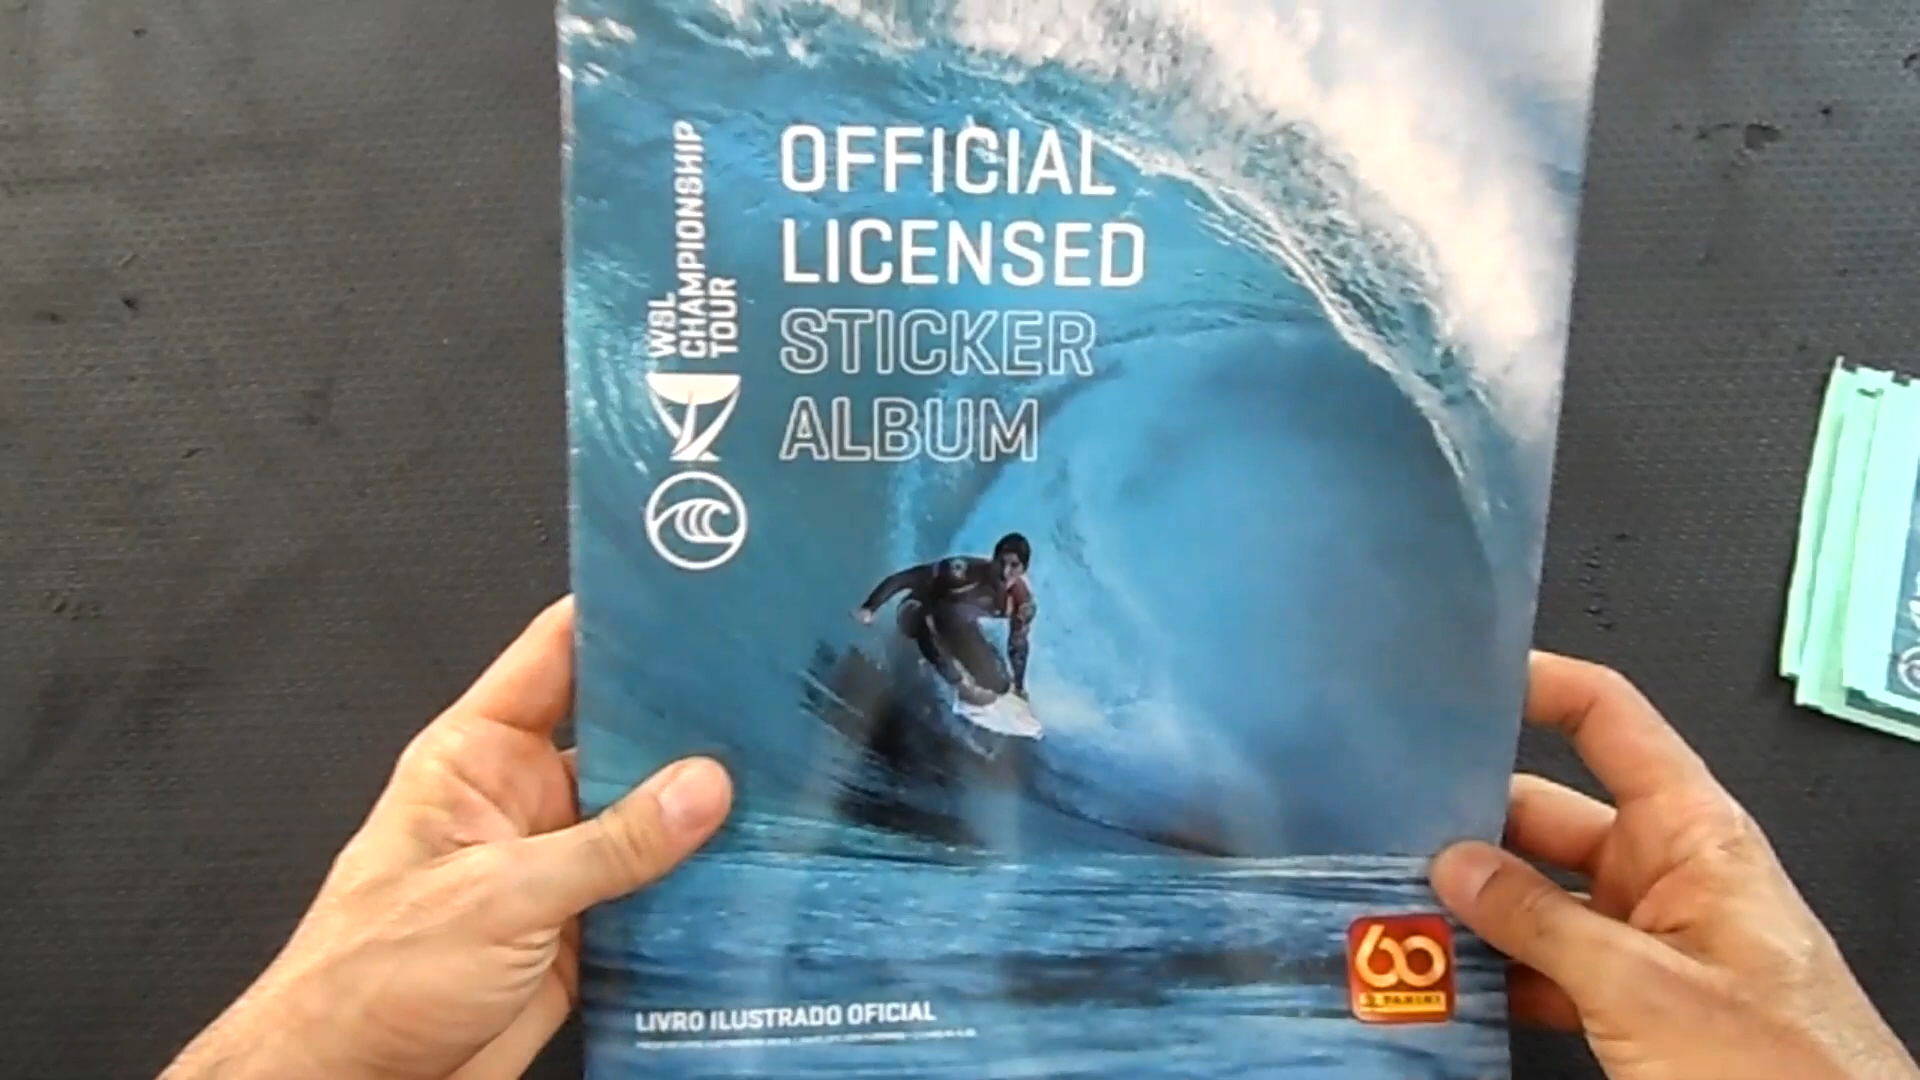 WSL
CHAMPIONSHIP
TOUR
OFFICIAL
LICENSED
STICKER
ALBUM
LIVRO ILUSTRADO OFICIAL
60
PANINI